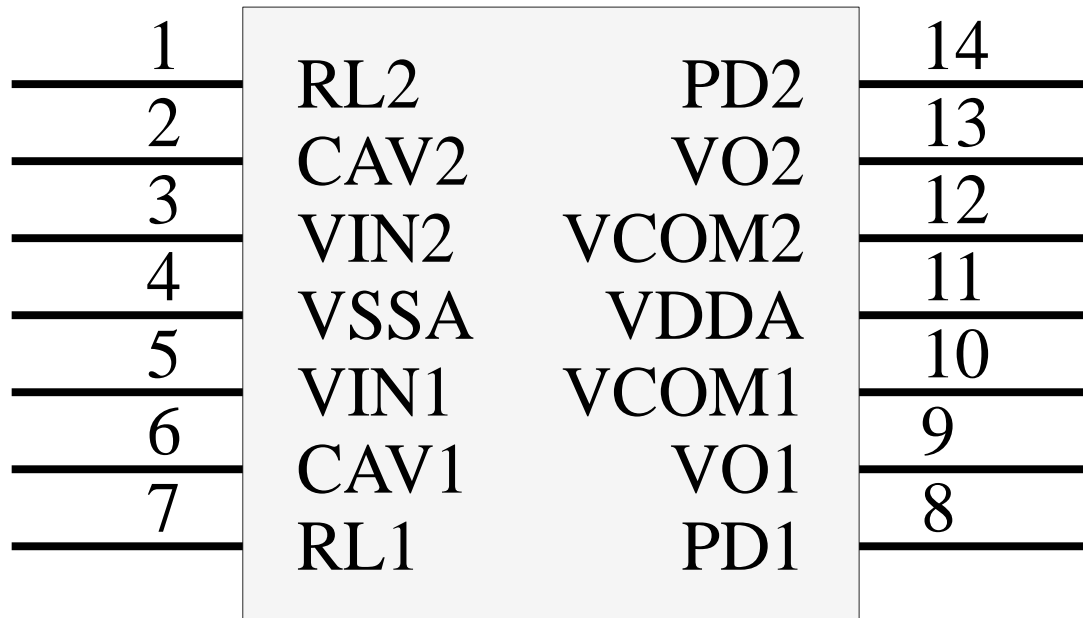 1 RL2 PD2 14
2 CAV2 VO2 13
3 VIN2 VCOM2 12
4 VSSA VDDA 11
5 VIN1 VCOM1 10
6 CAV1 VO1 9
7 RL1 PD1 8